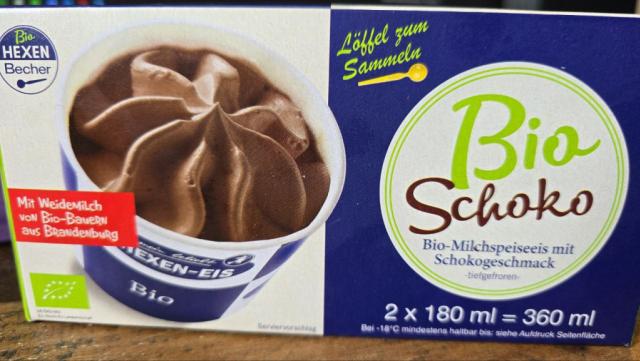 Bio
HEXEN
Becher
Mit Weidemilch
von Bio-Bauern
aus Brandenburg
HEXEN-EIS
Bio
Serviervorschlag
Löffel zum
Sammeln
Bio
Schoko
Bio-Milchspeiseeis mit
Schokogeschmack
-tiefgefroren-
2 x 180 ml = 360 ml
Bei -18°C mindestens haltbar bis: siehe Aufdruck Seitenfläche